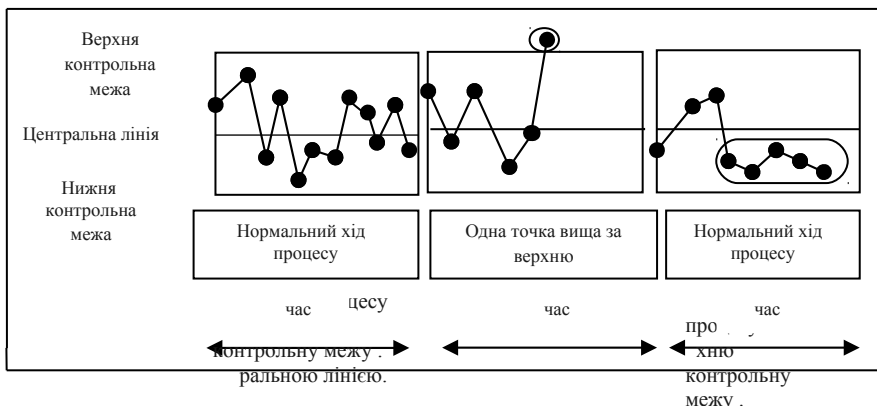 Верхня
контрольна
межа
Центральна лінія
Нижня
контрольна
межа
Нормальний хід
процесу
Одна точка вища за
верхню
Нормальний хід
процесу
час
час
час
контрольну межу .
ральною лінією.
хню
контрольну
межу .